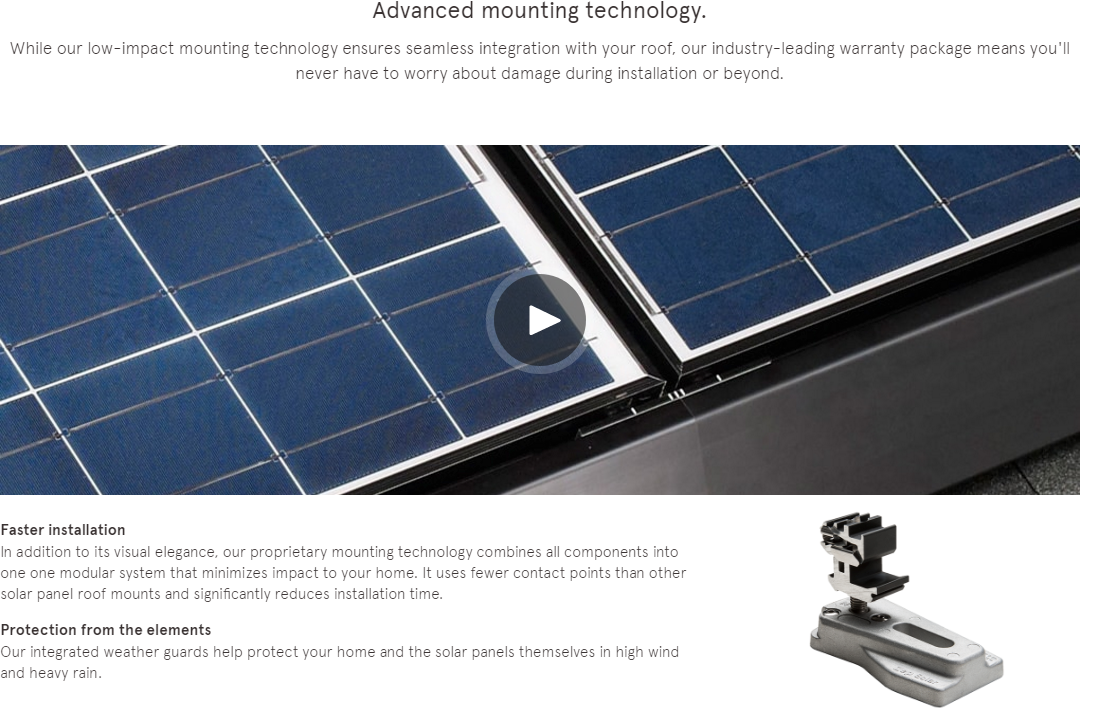 Advanced mounting technology.
While our low-impact mounting technology ensures seamless integration with your roof, our industry-leading warranty package means you'll
never have to worry about damage during installation or beyond.
Faster installation
In addition to its visual elegance, our proprietary mounting technology combines all components into
one one modular system that minimizes impact to your home. It uses fewer contact points than other
solar panel roof mounts and significantly reduces installation time.
Protection from the elements
Our integrated weather guards help protect your home and the solar panels themselves in high wind
and heavy rain.